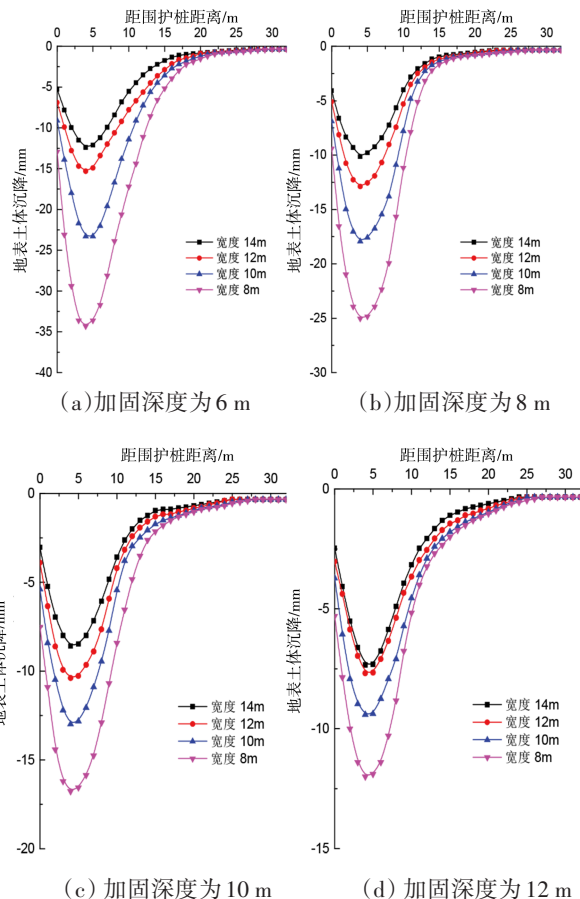 距围护桩距离/m
0 5 10 15 20 25 30
0
-5
-10
-15
-20
-25
-30
-35
-40
地表土体沉降/mm
宽度 14m
宽度 12m
宽度 10m
宽度 8m
(a)加固深度为6 m
距围护桩距离/m
0 5 10 15 20 25 30
0
-5
-10
-15
-20
-25
-30
地表土体沉降/mm
宽度 14m
宽度 12m
宽度 10m
宽度 8m
(b)加固深度为8 m
距围护桩距离/m
0 5 10 15 20 25 30
0
-5
-10
-15
-20
地表土体沉降/mm
宽度 14m
宽度 12m
宽度 10m
宽度 8m
(c) 加固深度为10 m
距围护桩距离/m
0 5 10 15 20 25 30
0
-5
-10
-15
地表土体沉降/mm
宽度 14m
宽度 12m
宽度 10m
宽度 8m
(d) 加固深度为12 m